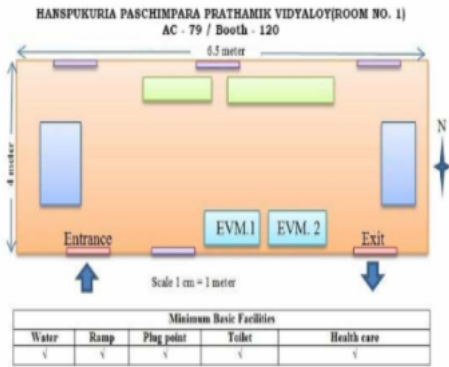 HANSPUKURIA PASCHIMPARA PRATHAMIK VIDYALOY(ROOM NO. 1)
AC - 79 / Booth - 120
6.5 meter
4 meter
N
EVM.1
EVM. 2
Entrance
Exit
Scale 1 cm = 1 meter
Minimum Basic Facilities
Water Ramp Plug point Toilet Health care
√ √ √ √ √